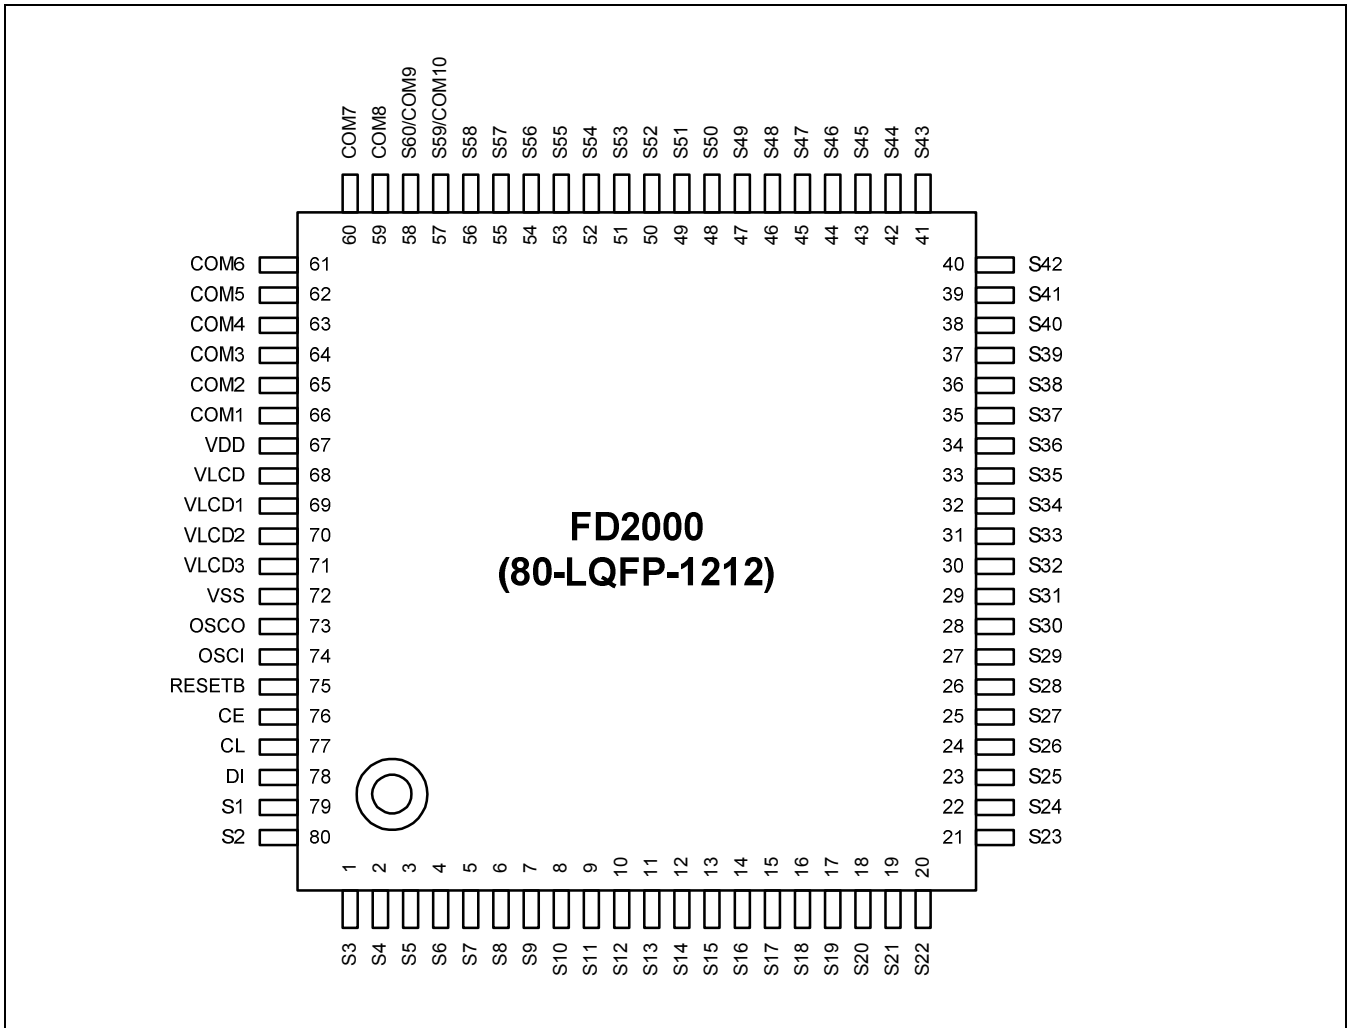 COM7 COM8 S60/COM9 S59/COM10 S58 S57 S56 S55 S54 S53 S52 S51 S50 S49 S48 S47 S46 S45 S44 S43
60 59 58 57 56 55 54 53 52 51 50 49 48 47 46 45 44 43 42 41
COM6 61 40 S42
COM5 62 39 S41
COM4 63 38 S40
COM3 64 37 S39
COM2 65 36 S38
COM1 66 35 S37
VDD 67 34 S36
VLCD 68 33 S35
VLCD1 69 32 S34
FD2000
VLCD2 70 31 S33
VLCD3 71 30 S32
(80-LQFP-1212)
VSS 72 29 S31
OSCO 73 28 S30
OSCI 74 27 S29
RESETB 75 26 S28
CE 76 25 S27
CL 77 24 S26
DI 78 23 S25
S1 79 22 S24
S2 80 21 S23
1 2 3 4 5 6 7 8 9 10 11 12 13 14 15 16 17 18 19 20
S3 S4 S5 S6 S7 S8 S9 S10 S11 S12 S13 S14 S15 S16 S17 S18 S19 S20 S21 S22